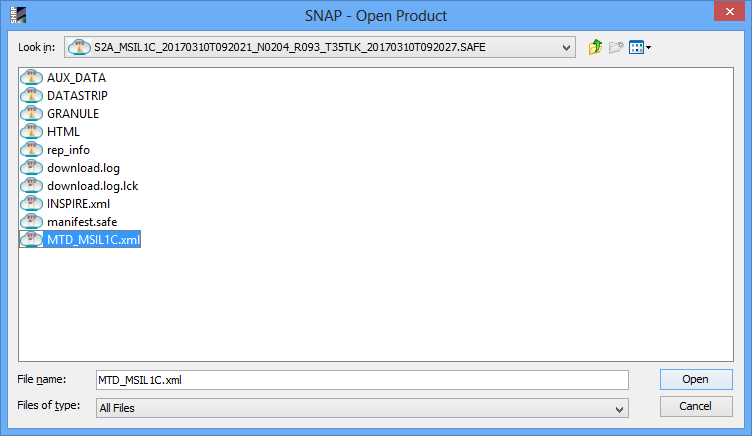 SNAP
SNAP - Open Product
Look in: S2A_MSIL1C_20170310T092021_N0204_R093_T35TLK_20170310T092027.SAFE
AUX_DATA
DATASTRIP
GRANULE
HTML
rep_info
download.log
download.log.lck
INSPIRE.xml
manifest.safe
MTD_MSIL1C.xml
File name: MTD_MSIL1C.xml Open
Files of type: All Files Cancel